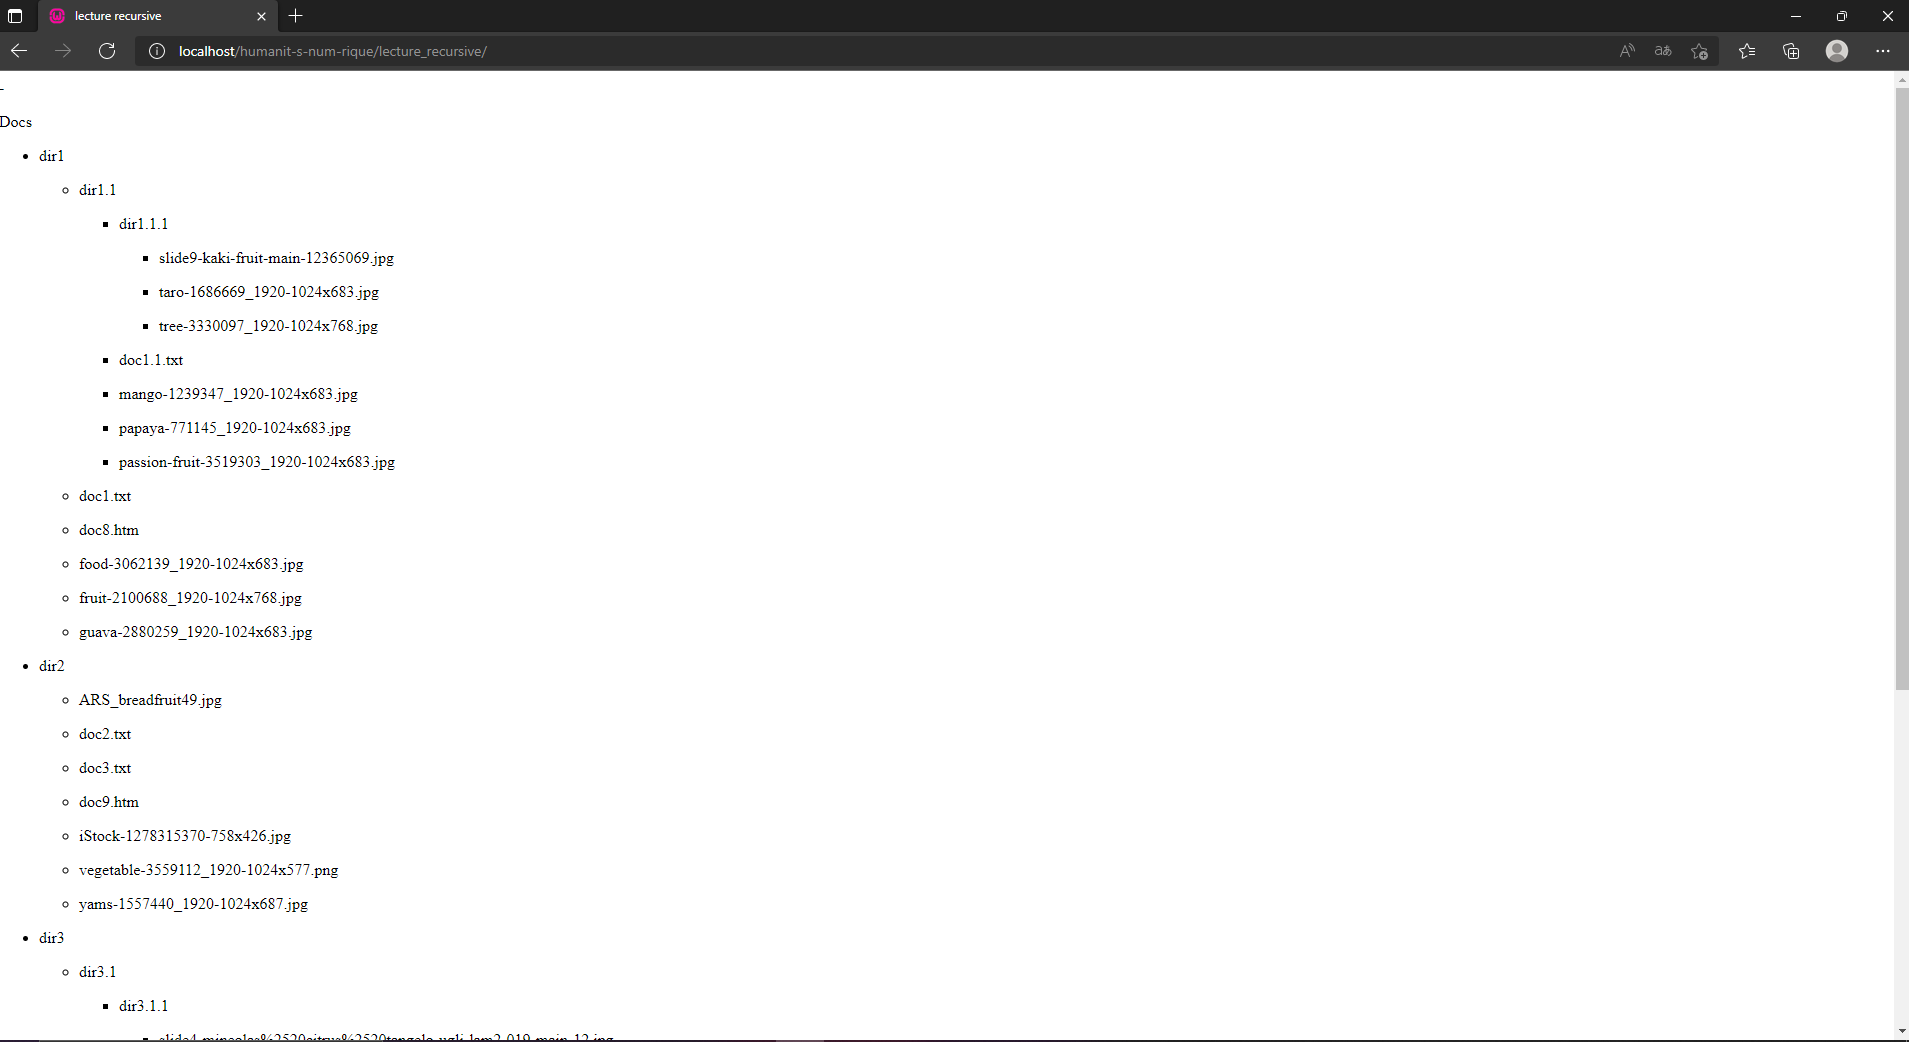 lecture recursive
localhost/humanit-s-num-rique/lecture_recursive/
-
Docs
dir1
dir1.1
dir1.1.1
slide9-kaki-fruit-main-12365069.jpg
taro-1686669_1920-1024x683.jpg
tree-3330097_1920-1024x768.jpg
doc1.1.txt
mango-1239347_1920-1024x683.jpg
papaya-771145_1920-1024x683.jpg
passion-fruit-3519303_1920-1024x683.jpg
doc1.txt
doc8.htm
food-3062139_1920-1024x683.jpg
fruit-2100688_1920-1024x768.jpg
guava-2880259_1920-1024x683.jpg
dir2
ARS_breadfruit49.jpg
doc2.txt
doc3.txt
doc9.htm
iStock-1278315370-758x426.jpg
vegetable-3559112_1920-1024x577.png
yams-1557440_1920-1024x687.jpg
dir3
dir3.1
dir3.1.1